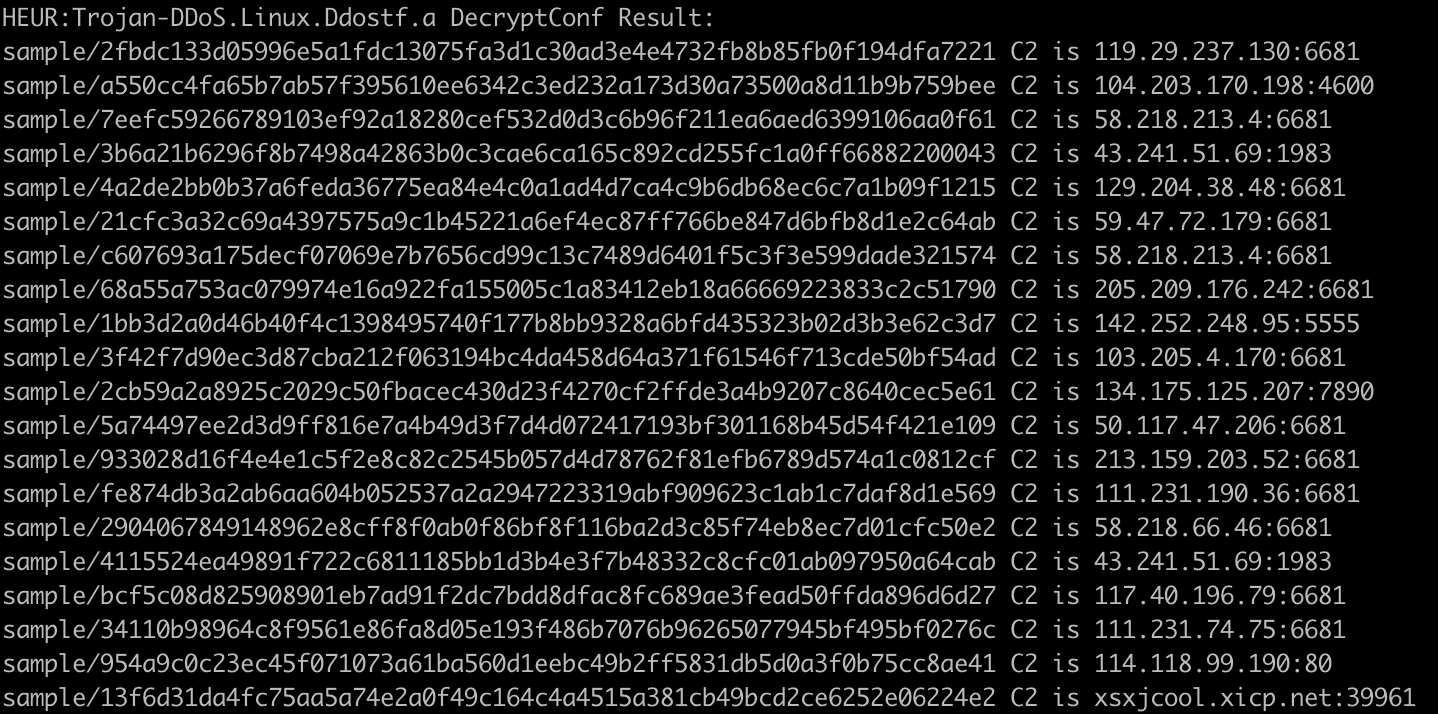 HEUR:Trojan-DDoS.Linux.Ddostf.a DecryptConf Result:
sample/2fbdc133d05996e5a1fdc13075fa3d1c30ad3e4e4732fb8b85fb0f194dfa7221 C2 is 119.29.237.130:6681
sample/a550cc4fa65b7ab57f395610ee6342c3ed232a173d30a73500a8d11b9b759bee C2 is 104.203.170.198:4600
sample/7eefc59266789103ef92a18280cef532d0d3c6b96f211ea6aed6399106aa0f61 C2 is 58.218.213.4:6681
sample/3b6a21b6296f8b7498a42863b0c3cae6ca165c892cd255fc1a0ff66882200043 C2 is 43.241.51.69:1983
sample/4a2de2bb0b37a6feda36775ea84e4c0a1ad4d7ca4c9b6db68ec6c7a1b09f1215 C2 is 129.204.38.48:6681
sample/21cfc3a32c69a4397575a9c1b45221a6ef4ec87ff766be847d6bfb8d1e2c64ab C2 is 59.47.72.179:6681
sample/c607693a175decf07069e7b7656cd99c13c7489d6401f5c3f3e599dade321574 C2 is 58.218.213.4:6681
sample/68a55a753ac079974e16a922fa155005c1a83412eb18a66669223833c2c51790 C2 is 205.209.176.242:6681
sample/1bb3d2a0d46b40f4c1398495740f177b8bb9328a6bfd435323b02d3b3e62c3d7 C2 is 142.252.248.95:5555
sample/3f42f7d90ec3d87cba212f063194bc4da458d64a371f61546f713cde50bf54ad C2 is 103.205.4.170:6681
sample/2cb59a2a8925c2029c50fbacec430d23f4270cf2ffde3a4b9207c8640cec5e61 C2 is 134.175.125.207:7890
sample/5a74497ee2d3d9ff816e7a4b49d3f7d4d072417193bf301168b45d54f421e109 C2 is 50.117.47.206:6681
sample/933028d16f4e4e1c5f2e8c82c2545b057d4d78762f81efb6789d574a1c0812cf C2 is 213.159.203.52:6681
sample/fe874db3a2ab6aa604b052537a2a2947223319abf909623c1ab1c7daf8d1e569 C2 is 111.231.190.36:6681
sample/2904067849148962e8cff8f0ab0f86bf8f116ba2d3c85f74eb8ec7d01cfc50e2 C2 is 58.218.66.46:6681
sample/4115524ea49891f722c6811185bb1d3b4e3f7b48332c8cfc01ab097950a64cab C2 is 43.241.51.69:1983
sample/bcf5c08d825908901eb7ad91f2dc7bdd8dfac8fc689ae3fead50ffda896d6d27 C2 is 117.40.196.79:6681
sample/34110b98964c8f9561e86fa8d05e193f486b7076b96265077945bf495bf0276c C2 is 111.231.74.75:6681
sample/954a9c0c23ec45f071073a61ba560d1eebc49b2ff5831db5d0a3f0b75cc8ae41 C2 is 114.118.99.190:80
sample/13f6d31da4fc75aa5a74e2a0f49c164c4a4515a381cb49bcd2ce6252e06224e2 C2 is xsxjcool.xicp.net:39961